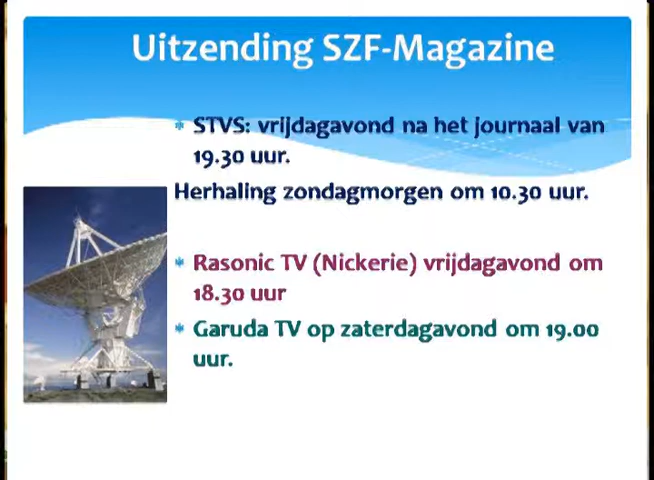 Uitzending SZF-Magazine
STVS: vrijdagavond na het journaal van
19.30 uur.
Herhaling zondagmorgen om 10.30 uur.
Rasonic TV (Nickerie) vrijdagavond om
18.30 uur
Garuda TV op zaterdagavond om 19.00
uur.